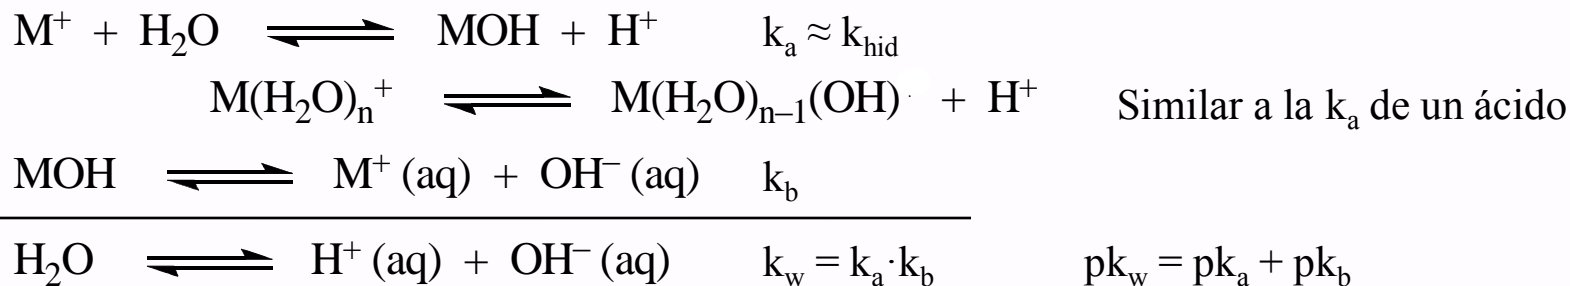 M⁺ + H₂O ⇌ MOH + H⁺ kₐ ≈ k_hid
M(H₂O)ₙ⁺ ⇌ M(H₂O)ₙ₋₁(OH) + H⁺ Similar a la kₐ de un ácido
MOH ⇌ M⁺ (aq) + OH⁻ (aq) k_b
H₂O ⇌ H⁺ (aq) + OH⁻ (aq) k_w = kₐ·k_b pk_w = pkₐ + pk_b